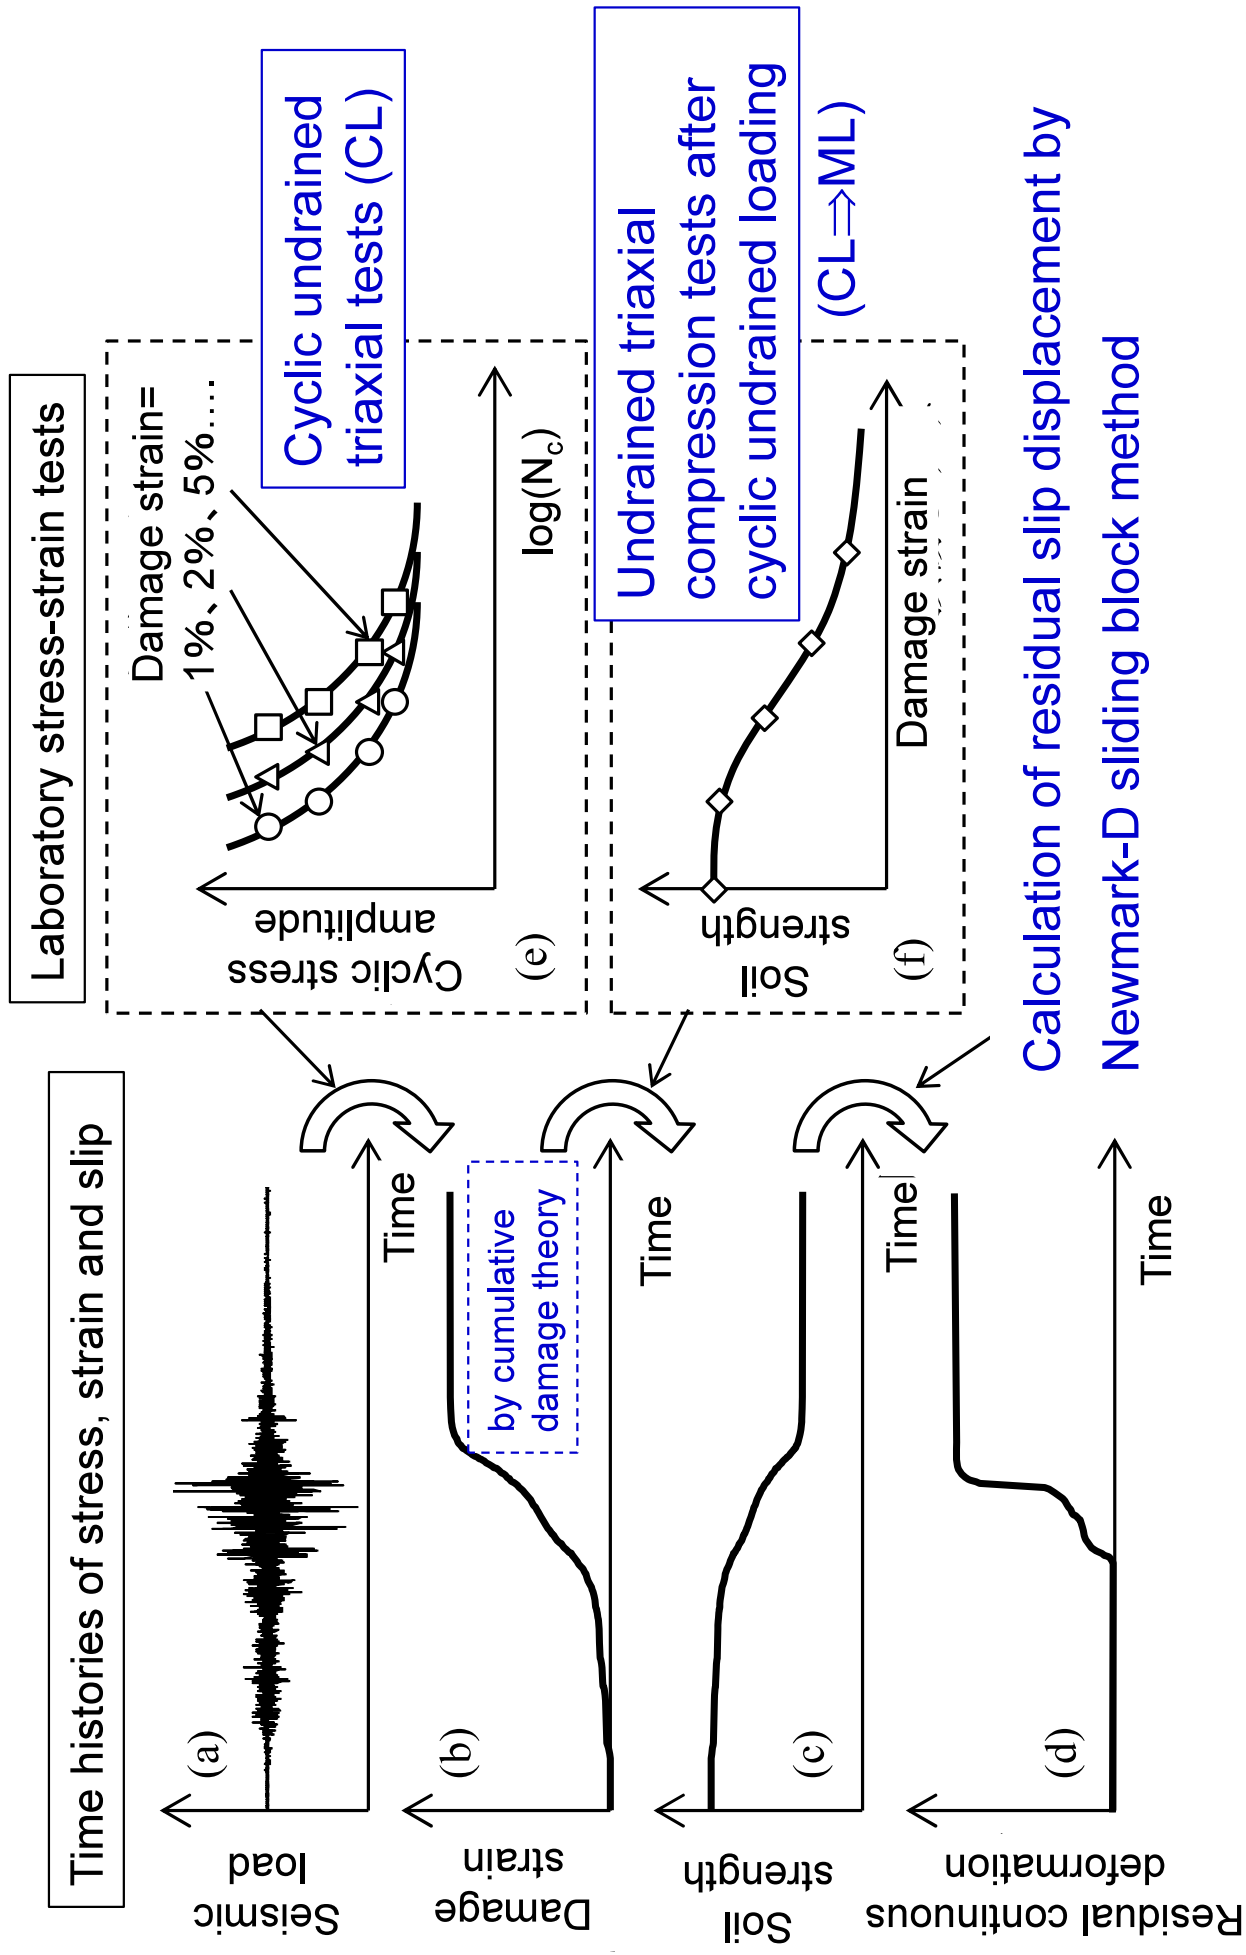 Time histories of stress, strain and slip
Seismic
load
(a)
Time
Damage
strain
(b)
by cumulative
damage theory
Time
Soil
strength
(c)
Time
Residual continuous
deformation
(d)
Time
Laboratory stress-strain tests
Damage strain=
1%、2%、5%....
Cyclic undrained
triaxial tests (CL)
Cyclic stress
amplitude
(e)
log(N_c)
Undrained triaxial
compression tests after
cyclic undrained loading
(CL⇒ML)
Soil
strength
(f)
Damage strain
Calculation of residual slip displacement by
Newmark-D sliding block method